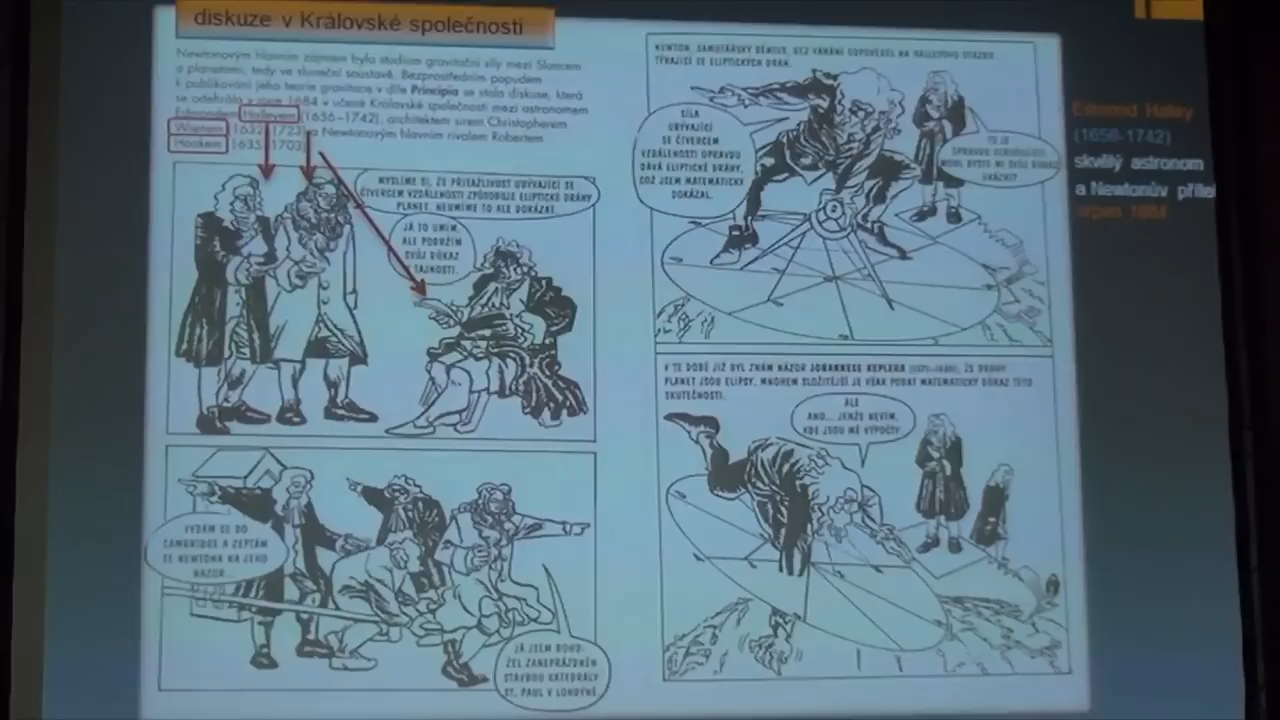 diskuze v Královské společnosti
Newtonovým hlavním zájmem bylo studium gravitační síly mezi Sluncem
a planetami, tedy ve sluneční soustavě. Bezprostředním popudem
k publikování jeho teorie gravitace v díle Principia se stala diskuse, která
se odehrála v srpnu 1684 v učené Královské společnosti mezi astronomem
Edmondem Halleyem (1656–1742), architektem sirem Christopherem
Wrenem (1632–1723) a Newtonovým hlavním rivalem Robertem
Hookem (1635–1703).
MYSLÍME SI, ŽE PŘITAŽLIVOST UBÝVAJÍCÍ SE
ČTVERCEM VZDÁLENOSTI ZPŮSOBUJE ELIPTICKÉ DRÁHY
PLANET. NEUMÍME TO ALE DOKÁZAT.
JÁ TO UMÍM,
ALE PODRŽÍM
SVŮJ DŮKAZ
V TAJNOSTI.
VYDÁM SE DO
CAMBRIDGE A ZEPTÁM
SE NEWTONA NA JEHO
NÁZOR...
JÁ JSEM BOHU-
ŽEL ZANEPRÁZDNĚN
STAVBOU KATEDRÁLY
ST. PAUL V LONDÝNĚ.
NEWTON, SAMOTÁŘSKÝ GÉNIUS, BEZ VÁHÁNÍ ODPOVĚDĚL NA HALLEYOVU OTÁZKU
TÝKAJÍCÍ SE ELIPTICKÝCH DRAH.
SÍLA
UBÝVAJÍCÍ
SE ČTVERCEM
VZDÁLENOSTI OPRAVDU
DÁVÁ ELIPTICKÉ DRÁHY,
COŽ JSEM MATEMATICKY
DOKÁZAL.
TO JE
OPRAVDU
MOHL BYSTE MI SVŮJ DŮKAZ
UKÁZAT?
V TÉ DOBĚ JIŽ BYL ZNÁM NÁZOR JOHANNESE KEPLERA (1571–1630), ŽE DRÁHY
PLANET JSOU ELIPSY. MNOHEM SLOŽITĚJŠÍ JE VŠAK PODAT MATEMATICKÝ DŮKAZ TÉTO
SKUTEČNOSTI.
ALE
ANO... JENŽE NEVÍM,
KDE JSOU MÉ VÝPOČTY.
Edmond Halley
(1656-1742)
skvělý astronom
a Newtonův přítel
srpen 1684